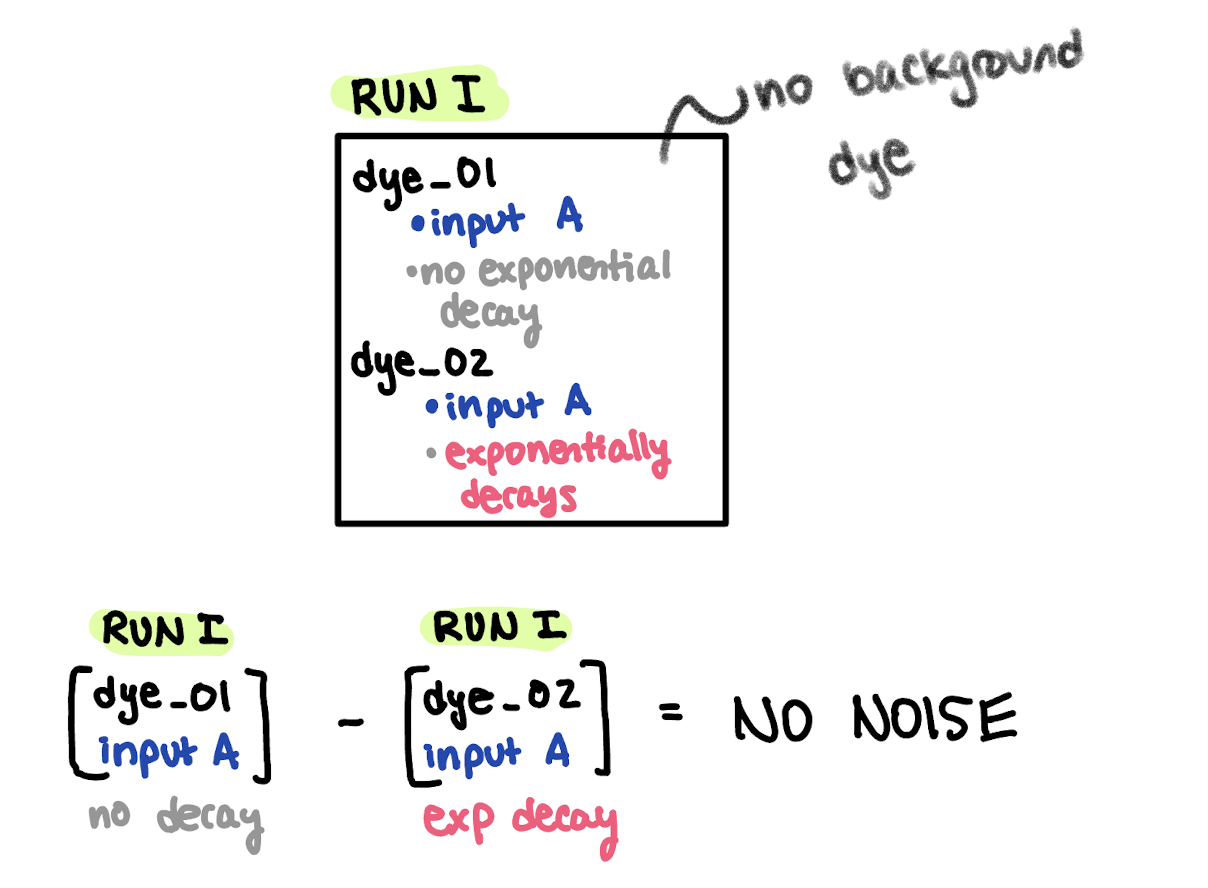 RUN I
no background
dye
dye_01
•input A
•no exponential
decay
dye_02
•input A
•exponentially
decays
RUN I
RUN I
[dye_01
input A]
- [dye_02
input A]
= NO NOISE
no decay
exp decay